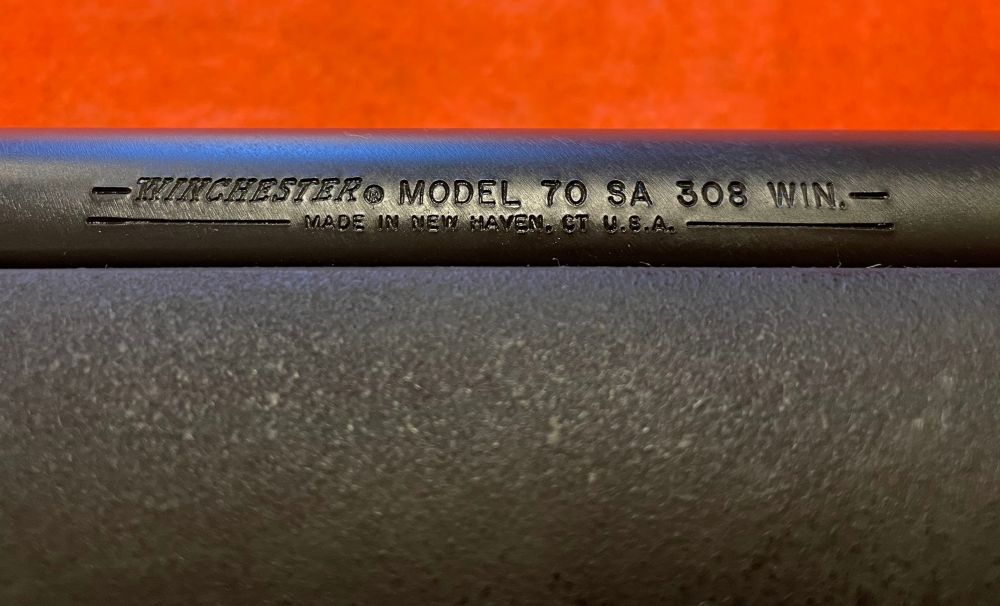 WINCHESTER® MODEL 70 SA 308 WIN.
MADE IN NEW HAVEN, CT U.S.A.